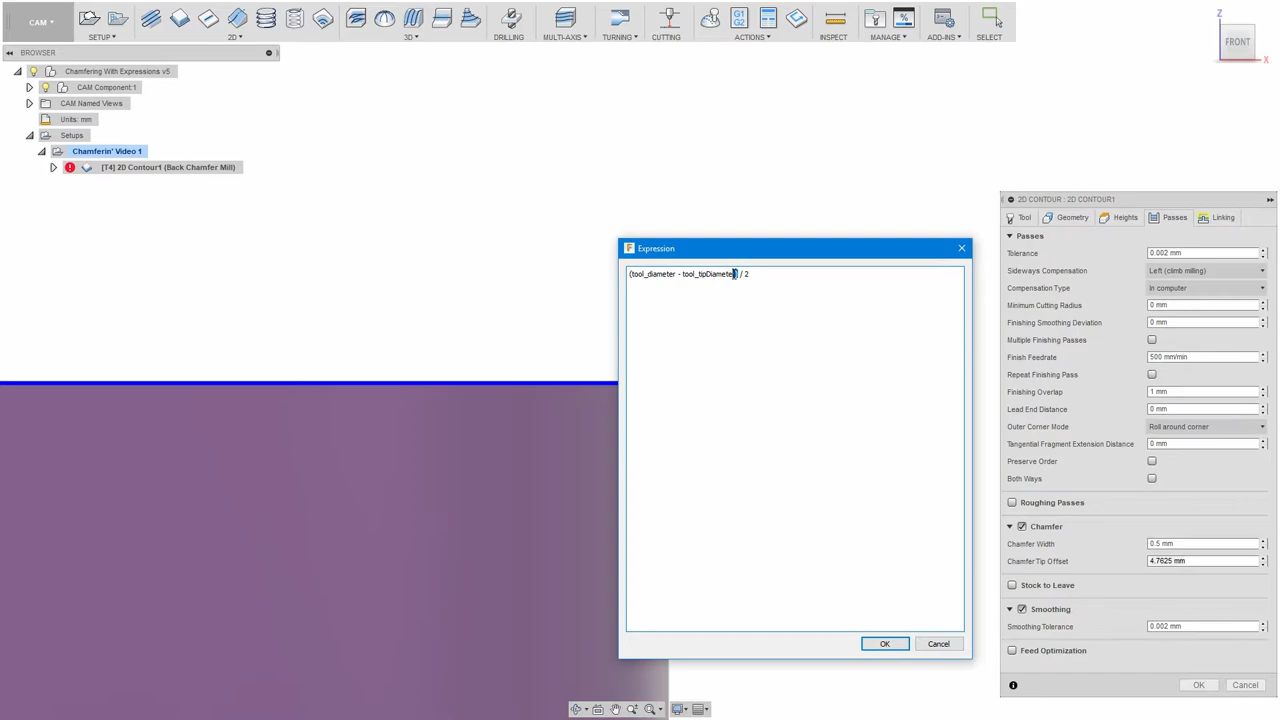 CAM
SETUP
2D
3D
DRILLING
MULTI-AXIS
TURNING
CUTTING
ACTIONS
INSPECT
MANAGE
ADD-INS
SELECT
G1
G2
%
BROWSER
Chamfering With Expressions v5
CAM Component:1
CAM Named Views
Units: mm
Setups
Chamferin' Video 1
[T4] 2D Contour1 (Back Chamfer Mill)
Z
FRONT
X
Expression
(tool_diameter - tool_tipDiameter) / 2
OK
Cancel
2D CONTOUR : 2D CONTOUR1
Tool
Geometry
Heights
Passes
Linking
Passes
Tolerance 0.002 mm
Sideways Compensation Left (climb milling)
Compensation Type In computer
Minimum Cutting Radius 0 mm
Finishing Smoothing Deviation 0 mm
Multiple Finishing Passes
Finish Feedrate 500 mm/min
Repeat Finishing Pass
Finishing Overlap 1 mm
Lead End Distance 0 mm
Outer Corner Mode Roll around corner
Tangential Fragment Extension Distance 0 mm
Preserve Order
Both Ways
Roughing Passes
Chamfer
Chamfer Width 0.5 mm
Chamfer Tip Offset 4.7625 mm
Stock to Leave
Smoothing
Smoothing Tolerance 0.002 mm
Feed Optimization
OK
Cancel